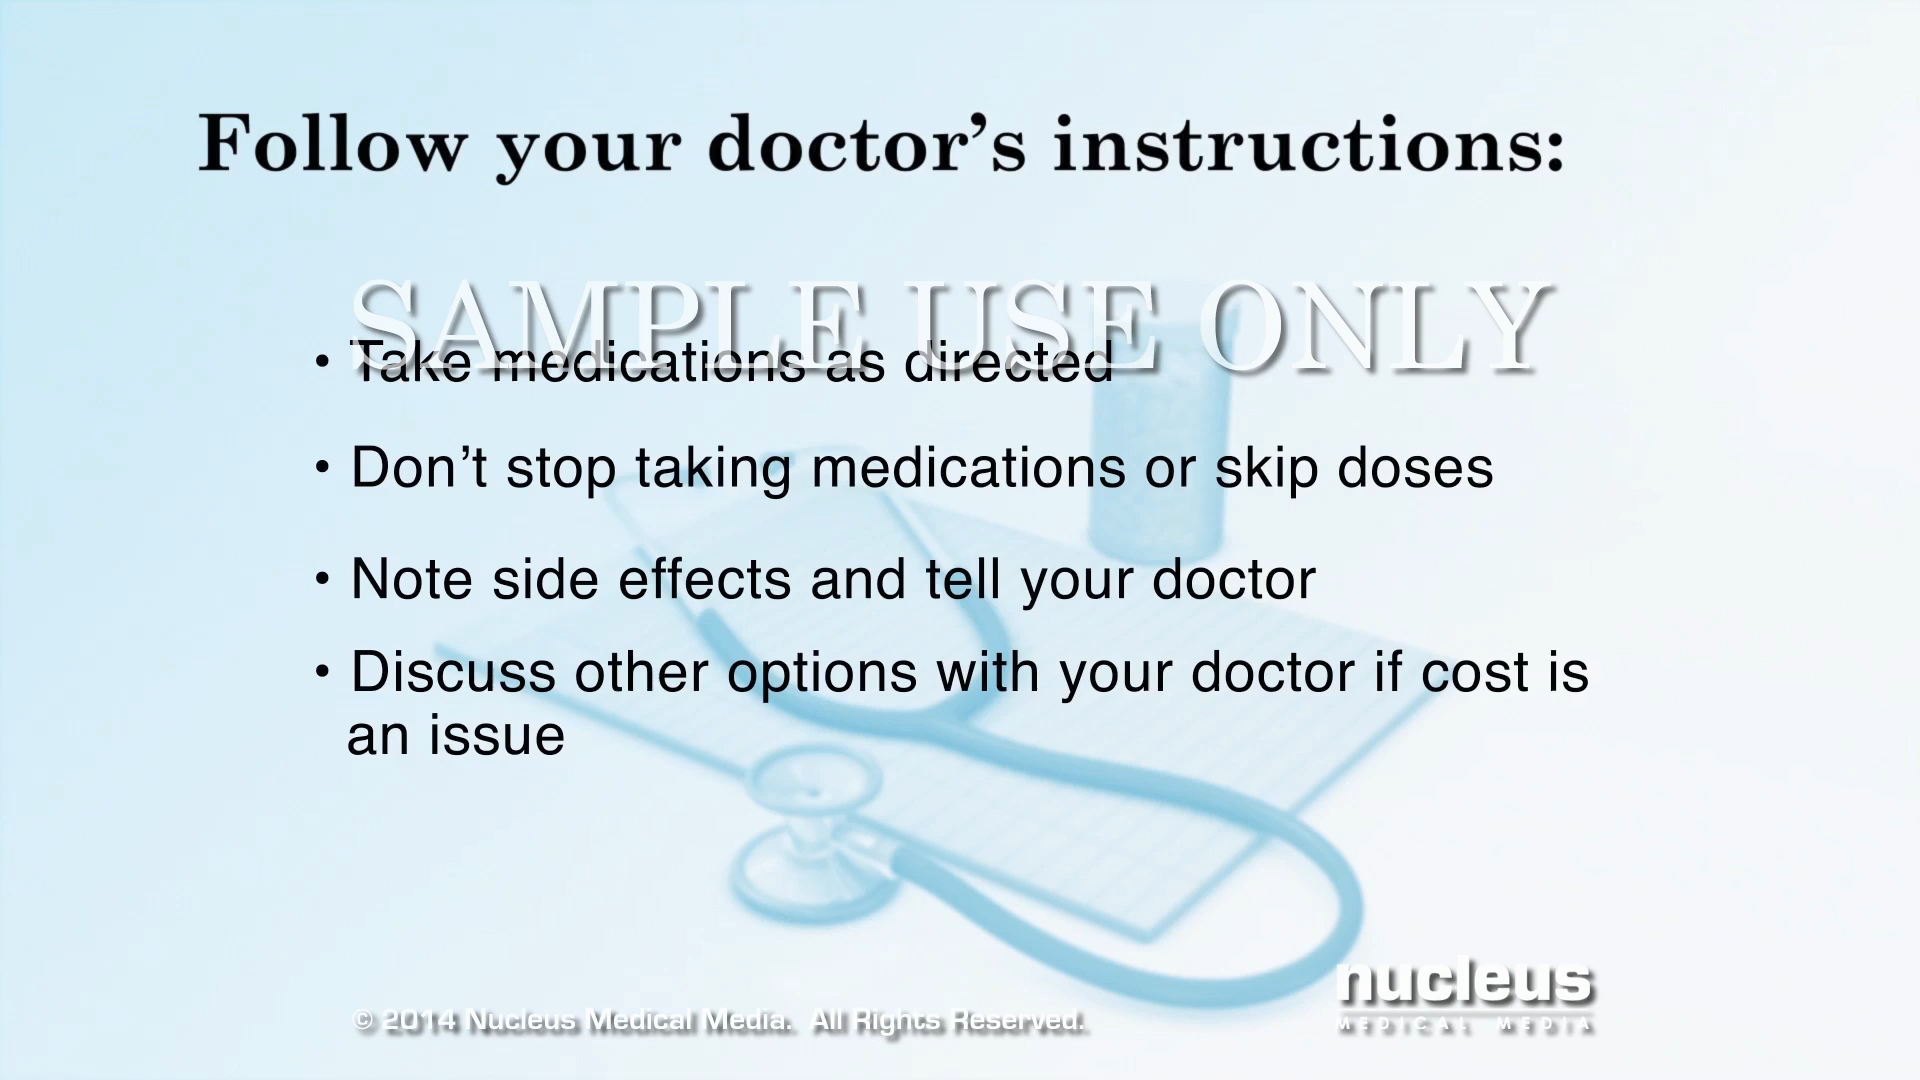 Follow your doctor’s instructions:
SAMPLE USE ONLY
• Take medications as directed
• Don’t stop taking medications or skip doses
• Note side effects and tell your doctor
• Discuss other options with your doctor if cost is
an issue
nucleus
MEDICAL MEDIA
© 2014 Nucleus Medical Media. All Rights Reserved.